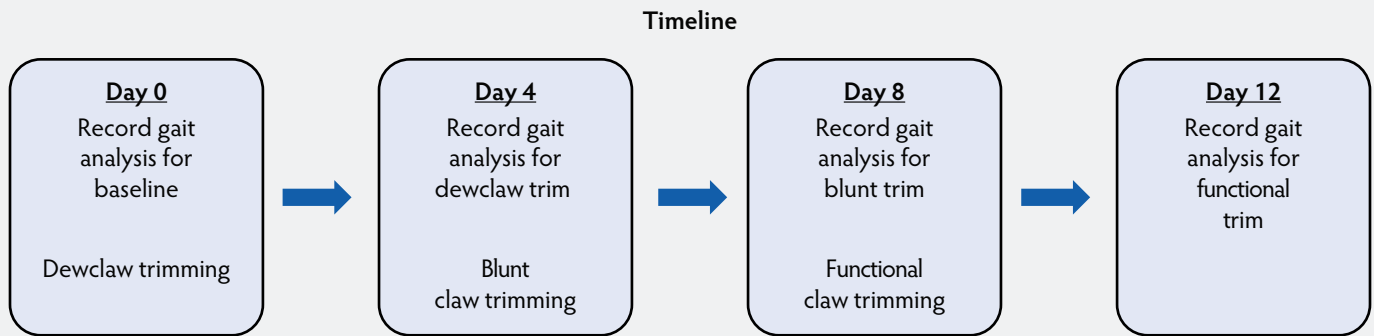 Timeline
Day 0
Record gait
analysis for
baseline
Dewclaw trimming
Day 4
Record gait
analysis for
dewclaw trim
Blunt
claw trimming
Day 8
Record gait
analysis for
blunt trim
Functional
claw trimming
Day 12
Record gait
analysis for
functional
trim